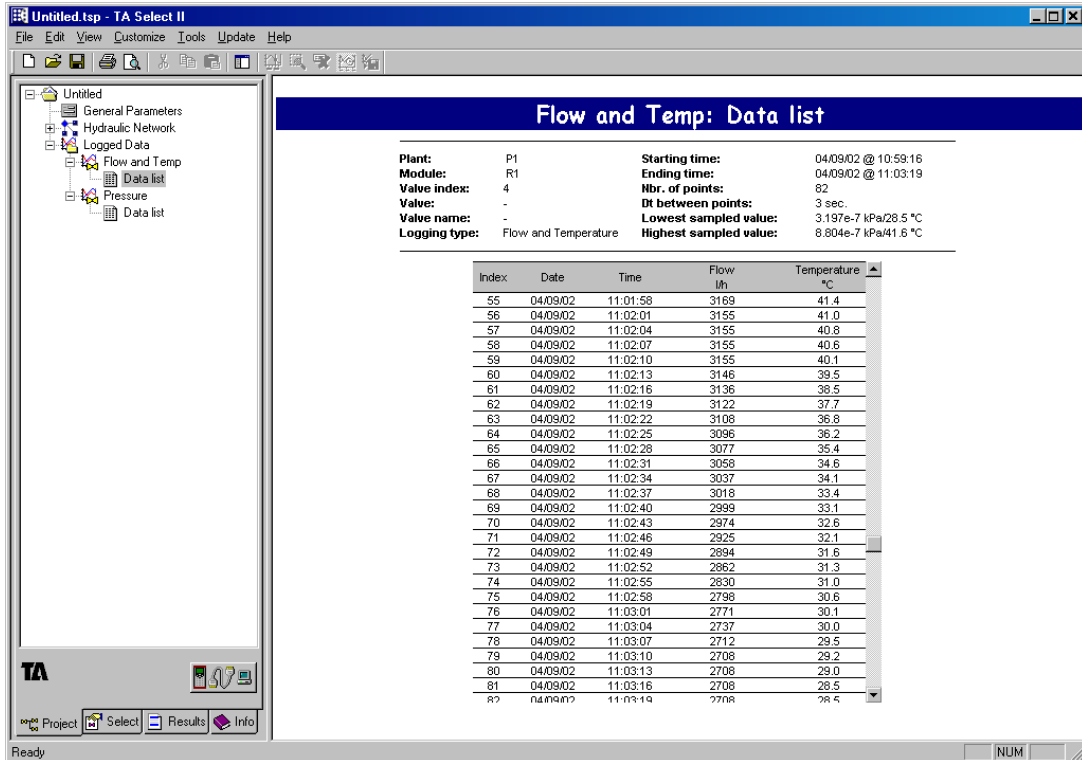 Untitled.tsp - TA Select II
File Edit View Customize Tools Update Help
Untitled
General Parameters
Hydraulic Network
Logged Data
Flow and Temp
Data list
Pressure
Data list
TA
Project Select Results Info
Flow and Temp: Data list
Plant: P1 Starting time: 04/09/02 @ 10:59:16
Module: R1 Ending time: 04/09/02 @ 11:03:19
Valve index: 4 Nbr. of points: 82
Valve: - Dt between points: 3 sec.
Valve name: - Lowest sampled value: 3.197e-7 kPa/28.5 °C
Logging type: Flow and Temperature Highest sampled value: 8.804e-7 kPa/41.6 °C
Index Date Time Flow l/h Temperature °C
55 04/09/02 11:01:58 3169 41.4
56 04/09/02 11:02:01 3155 41.0
57 04/09/02 11:02:04 3155 40.8
58 04/09/02 11:02:07 3155 40.6
59 04/09/02 11:02:10 3155 40.1
60 04/09/02 11:02:13 3146 39.5
61 04/09/02 11:02:16 3136 38.5
62 04/09/02 11:02:19 3122 37.7
63 04/09/02 11:02:22 3108 36.8
64 04/09/02 11:02:25 3096 36.2
65 04/09/02 11:02:28 3077 35.4
66 04/09/02 11:02:31 3058 34.6
67 04/09/02 11:02:34 3037 34.1
68 04/09/02 11:02:37 3018 33.4
69 04/09/02 11:02:40 2999 33.1
70 04/09/02 11:02:43 2974 32.6
71 04/09/02 11:02:46 2925 32.1
72 04/09/02 11:02:49 2894 31.6
73 04/09/02 11:02:52 2862 31.3
74 04/09/02 11:02:55 2830 31.0
75 04/09/02 11:02:58 2798 30.6
76 04/09/02 11:03:01 2771 30.1
77 04/09/02 11:03:04 2737 30.0
78 04/09/02 11:03:07 2712 29.5
79 04/09/02 11:03:10 2708 29.2
80 04/09/02 11:03:13 2708 29.0
81 04/09/02 11:03:16 2708 28.5
82 04/09/02 11:03:19 2708 28.5
Ready NUM